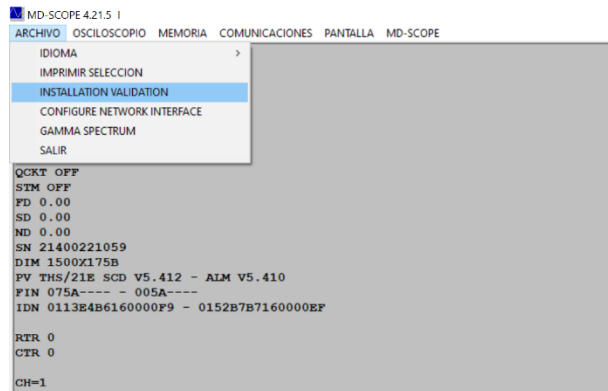 MD-SCOPE 4.21.5 I
ARCHIVO OSCILOSCOPIO MEMORIA COMUNICACIONES PANTALLA MD-SCOPE
IDIOMA >
IMPRIMIR SELECCION
INSTALLATION VALIDATION
CONFIGURE NETWORK INTERFACE
GAMMA SPECTRUM
SALIR
QCKT OFF
STM OFF
FD 0.00
SD 0.00
ND 0.00
SN 21400221059
DIM 1500X175B
PV THS/21E SCD V5.412 - ALM V5.410
FIN 075A---- - 005A----
IDN 0113E4B6160000F9 - 0152B7B7160000EF
RTR 0
CTR 0
CH=1